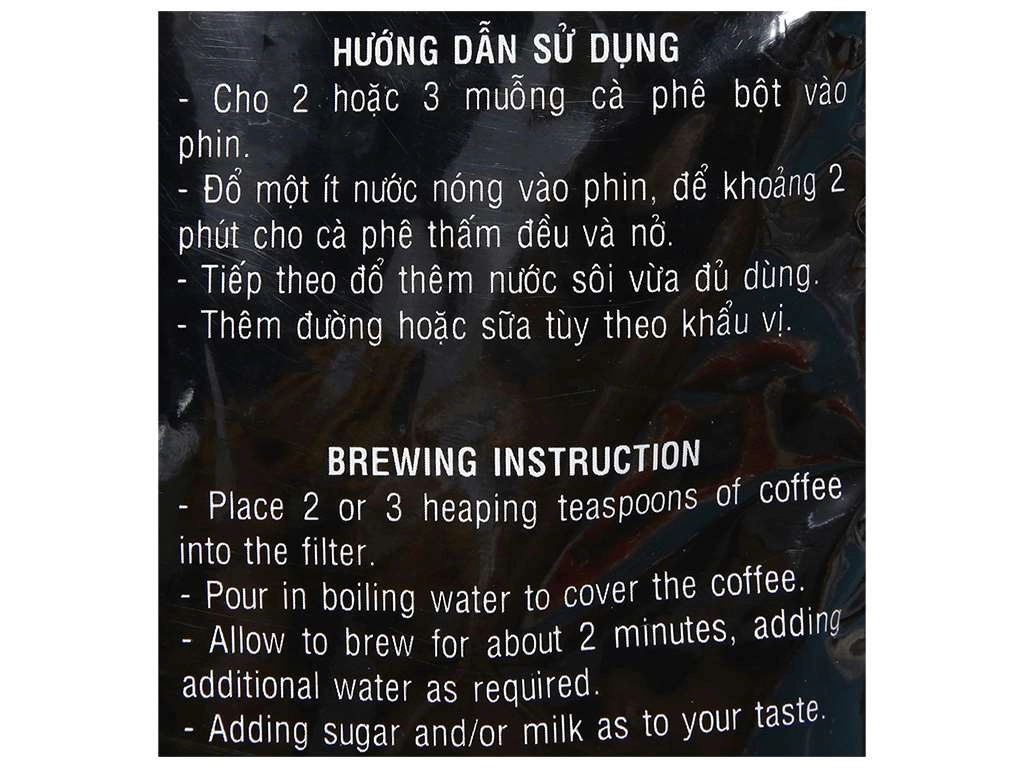 HƯỚNG DẪN SỬ DỤNG
- Cho 2 hoặc 3 muỗng cà phê bột vào
phin.
- Đổ một ít nước nóng vào phin, để khoảng 2
phút cho cà phê thấm đều và nở.
- Tiếp theo đổ thêm nước sôi vừa đủ dùng.
- Thêm đường hoặc sữa tùy theo khẩu vị.
BREWING INSTRUCTION
- Place 2 or 3 heaping teaspoons of coffee
into the filter.
- Pour in boiling water to cover the coffee.
- Allow to brew for about 2 minutes, adding
additional water as required.
- Adding sugar and/or milk as to your taste.